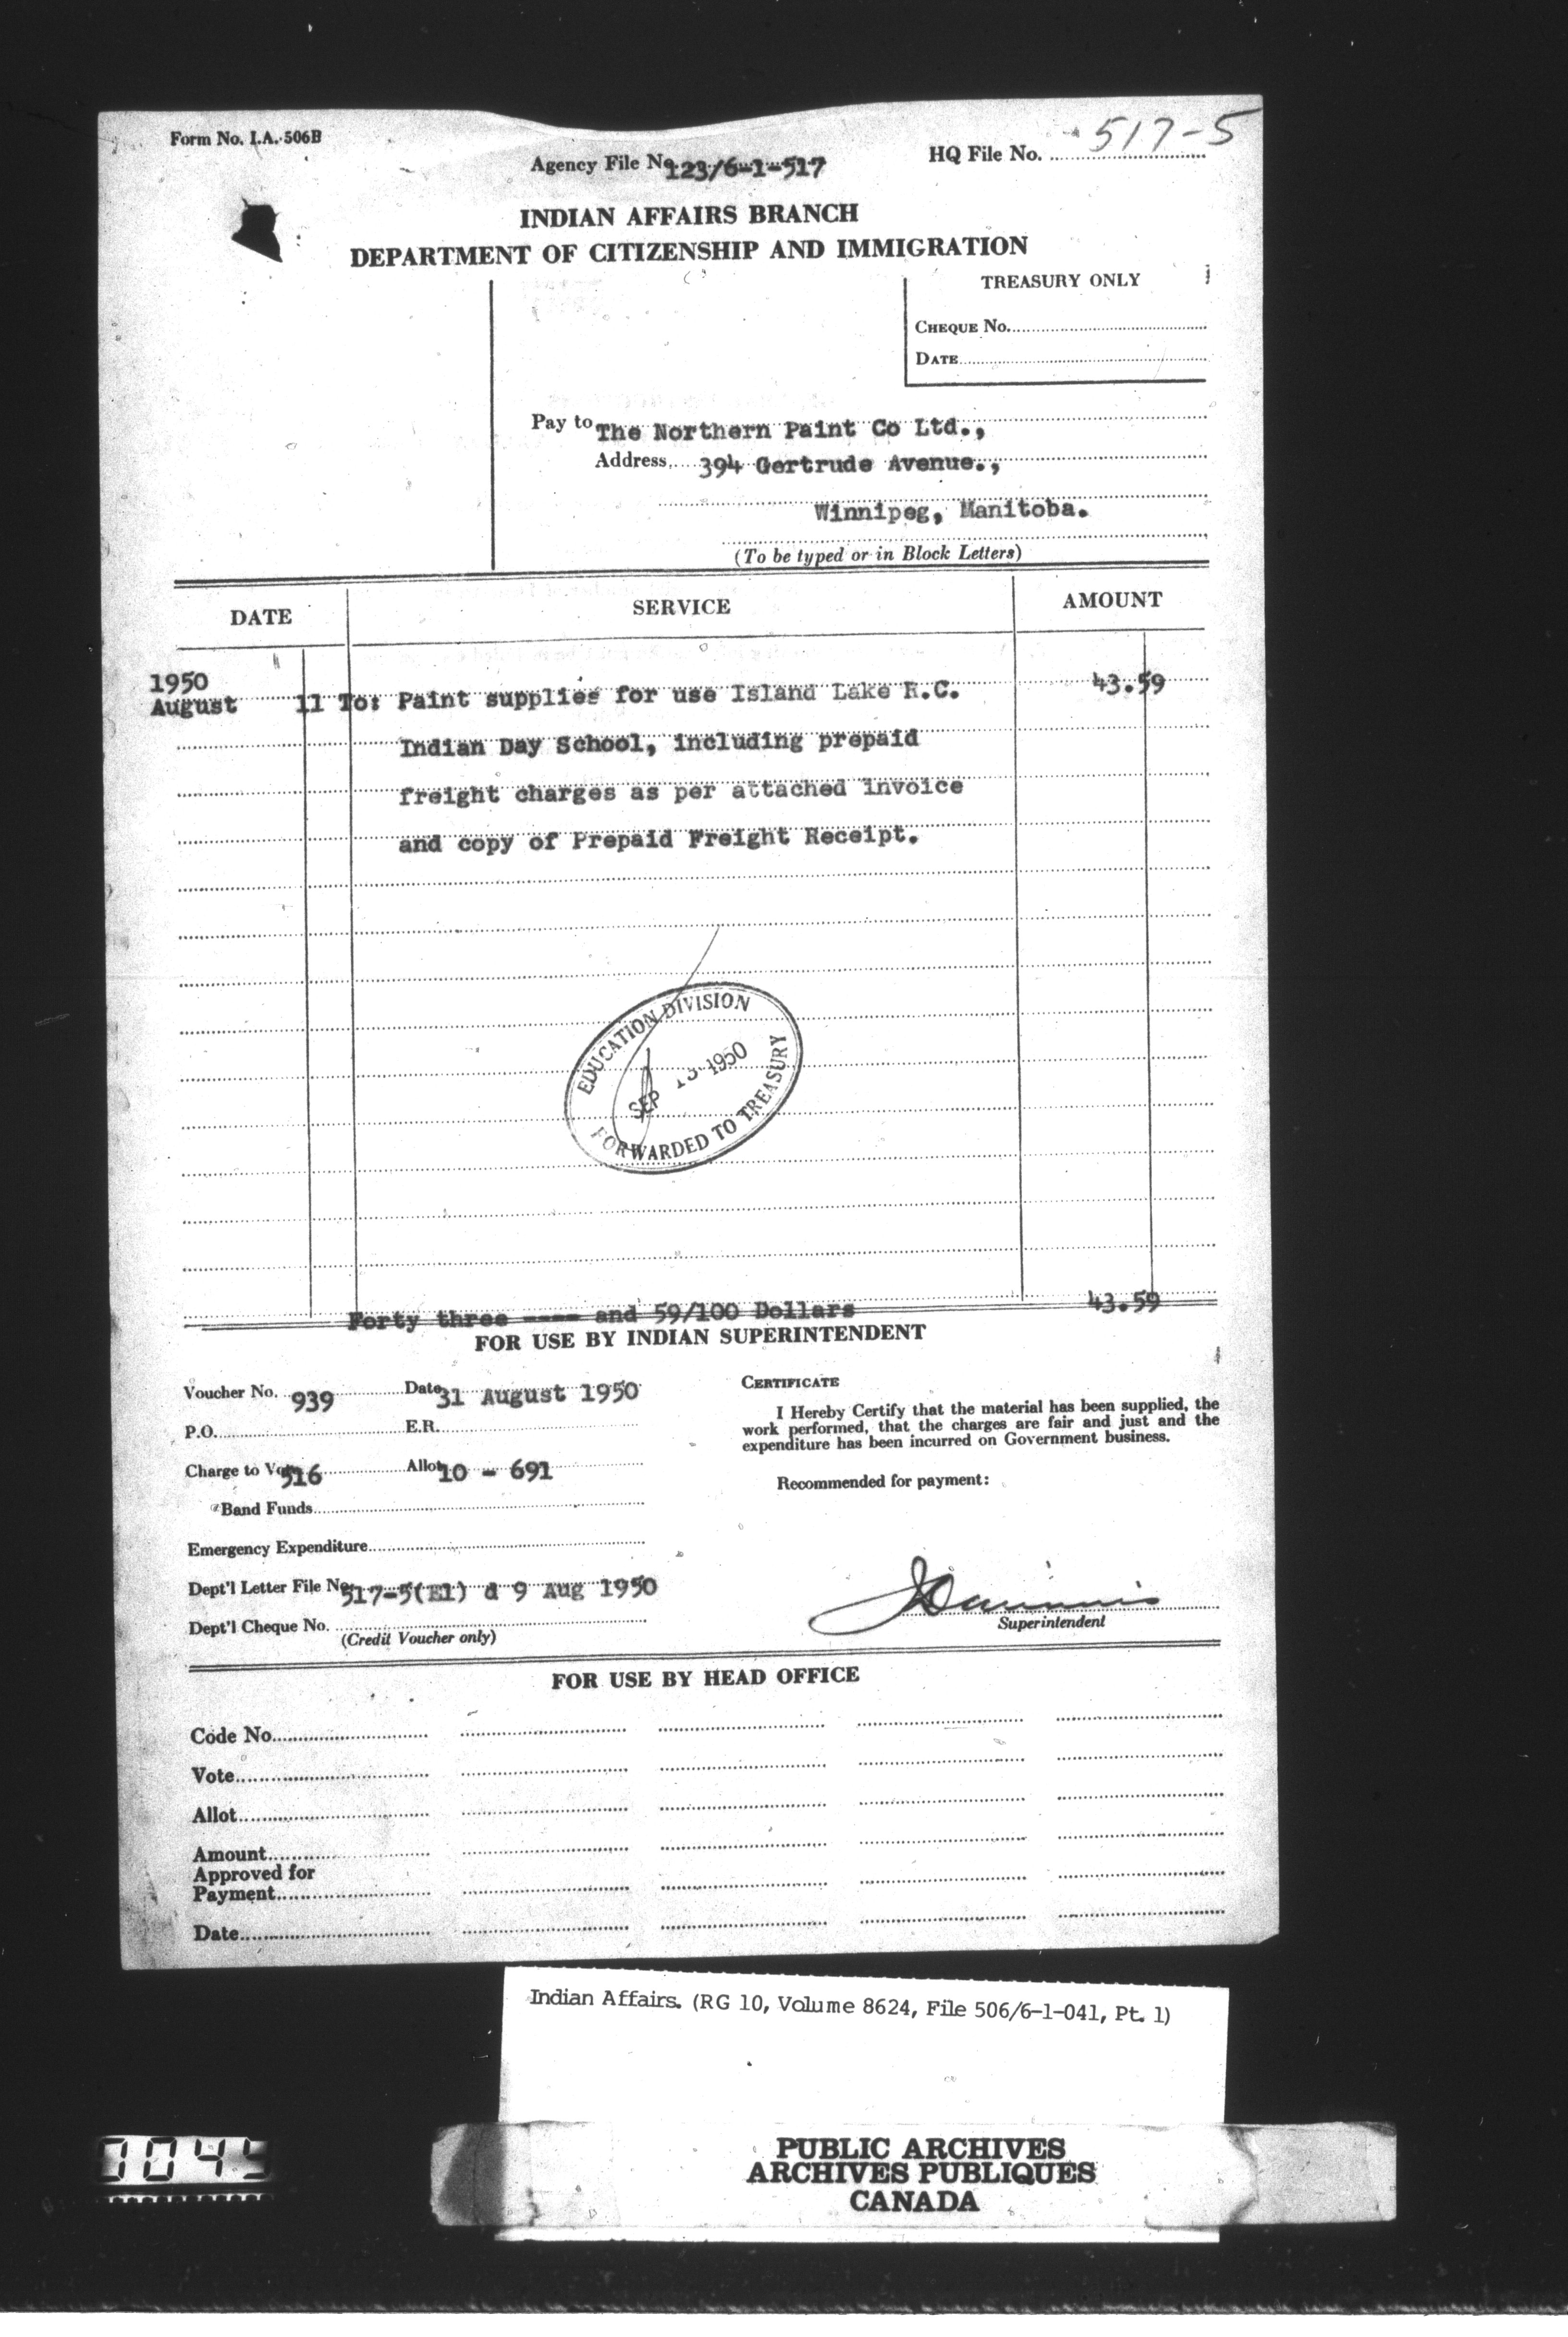 Form No. I.A. 506B
Agency File No. 123/6-1-517
HQ File No. 517-5
INDIAN AFFAIRS BRANCH
DEPARTMENT OF CITIZENSHIP AND IMMIGRATION
TREASURY ONLY
CHEQUE No.
DATE
Pay to The Northern Paint Co Ltd.,
Address 394 Gertrude Avenue.,
Winnipeg, Manitoba.
(To be typed or in Block Letters)
DATE SERVICE AMOUNT
1950
August 11 To: Paint supplies for use Island Lake R.C. 43.59
Indian Day School, including prepaid
freight charges as per attached invoice
and copy of Prepaid Freight Receipt.
EDUCATION DIVISION
SEP 1950
FORWARDED TO TREASURY
Forty three ---- and 59/100 Dollars 43.59
FOR USE BY INDIAN SUPERINTENDENT
Voucher No. 939 Date 31 August 1950
P.O. E.R.
Charge to Vote 516 Allot 10 - 691
Band Funds
Emergency Expenditure
Dept'l Letter File No. 517-5(E1) d 9 Aug 1950
Dept'l Cheque No.
(Credit Voucher only)
CERTIFICATE
I Hereby Certify that the material has been supplied, the
work performed, that the charges are fair and just and the
expenditure has been incurred on Government business.
Recommended for payment:
Superintendent
FOR USE BY HEAD OFFICE
Code No.
Vote
Allot
Amount
Approved for
Payment
Date
Indian Affairs. (RG 10, Volume 8624, File 506/6-1-041, Pt. 1)
PUBLIC ARCHIVES
ARCHIVES PUBLIQUES
CANADA